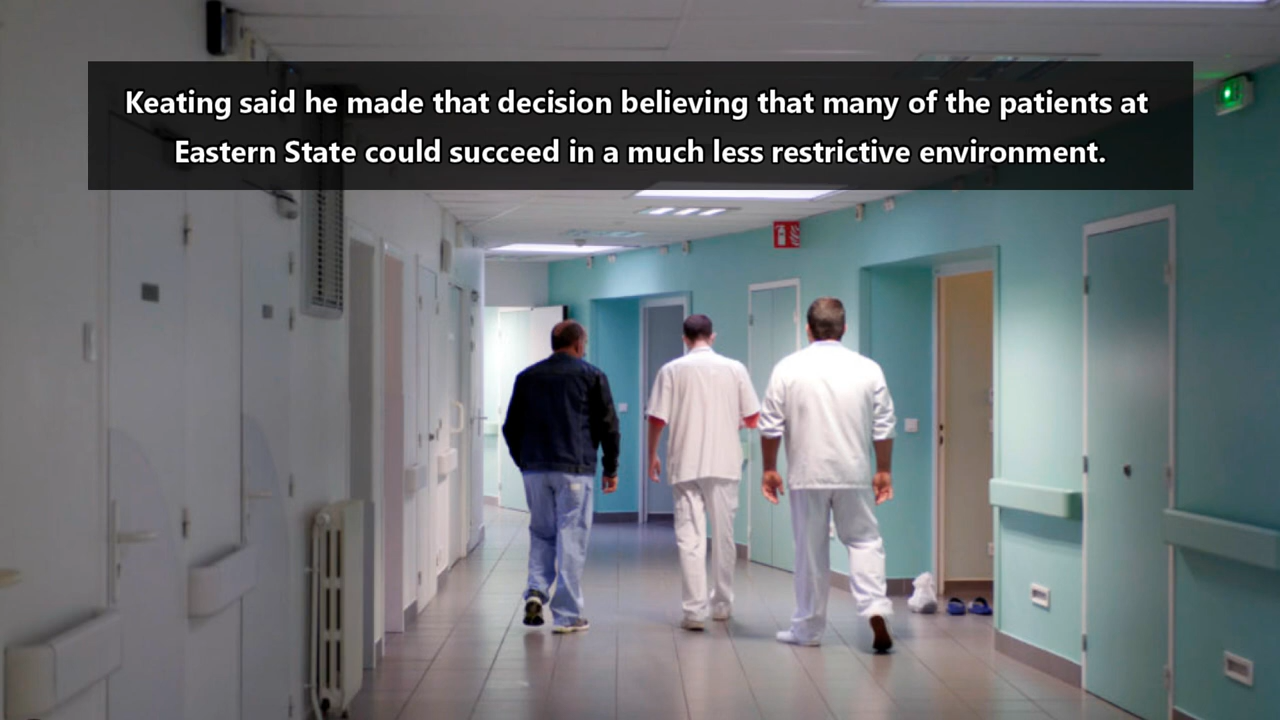 Keating said he made that decision believing that many of the patients at
Eastern State could succeed in a much less restrictive environment.